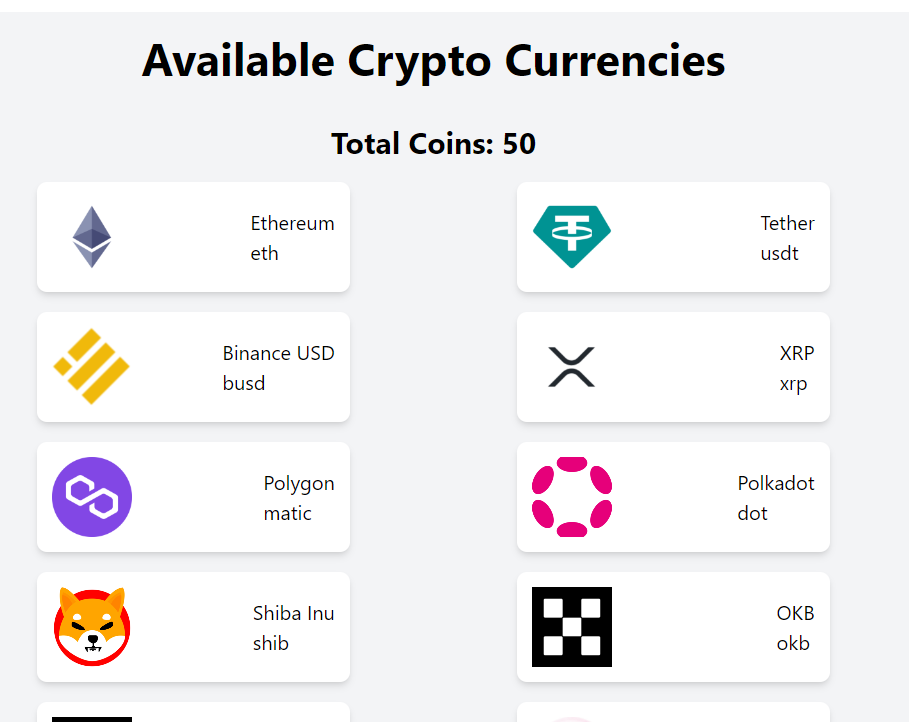 Available Crypto Currencies
Total Coins: 50
Ethereum
eth
Tether
usdt
Binance USD
busd
XRP
xrp
Polygon
matic
Polkadot
dot
Shiba Inu
shib
OKB
okb